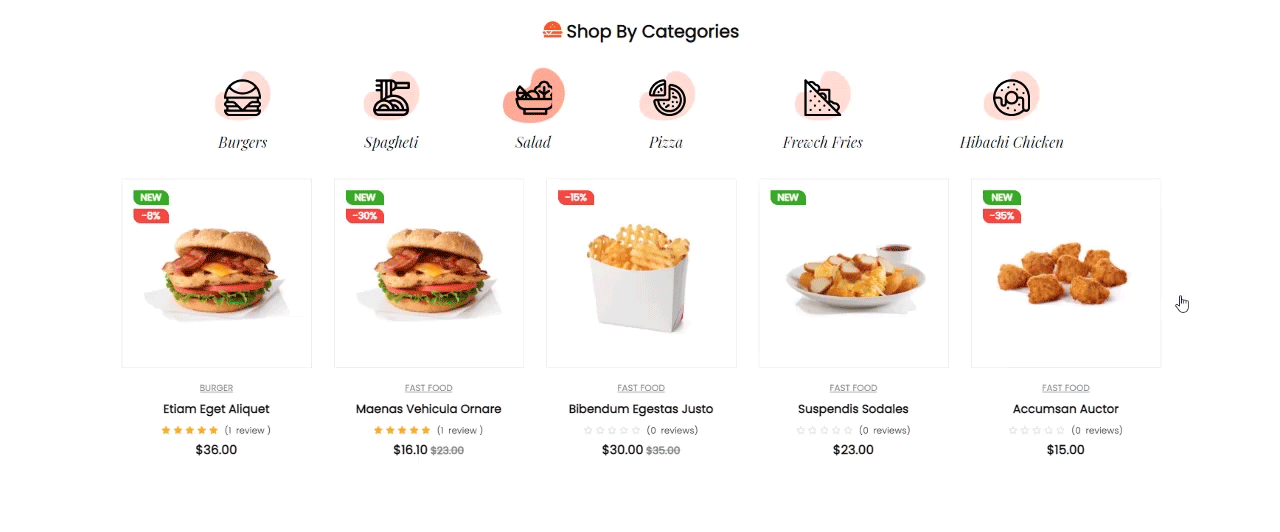 Shop By Categories
Burgers Spagheti Salad Pizza Frewch Fries Hibachi Chicken
NEW NEW -15% NEW NEW
-8% -30% -35%
BURGER FAST FOOD FAST FOOD FAST FOOD FAST FOOD
Etiam Eget Aliquet Maenas Vehicula Ornare Bibendum Egestas Justo Suspendis Sodales Accumsan Auctor
(1 review ) (1 review ) (0 reviews) (0 reviews) (0 reviews)
$36.00 $16.10 $23.00 $30.00 $35.00 $23.00 $15.00